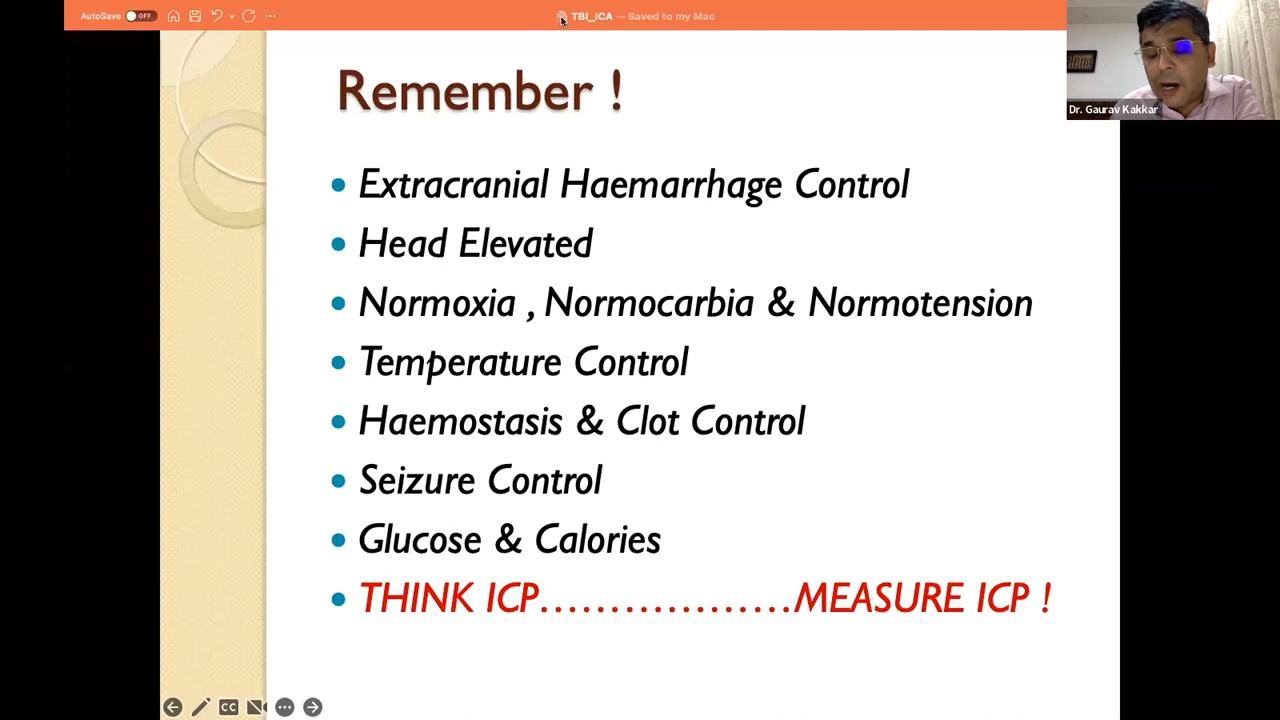 AutoSave OFF
TBI_ICA — Saved to my Mac
Dr. Gaurav Kakkar
Remember !
• Extracranial Haemarrhage Control
• Head Elevated
• Normoxia , Normocarbia & Normotension
• Temperature Control
• Haemostasis & Clot Control
• Seizure Control
• Glucose & Calories
• THINK ICP..................MEASURE ICP !
CC